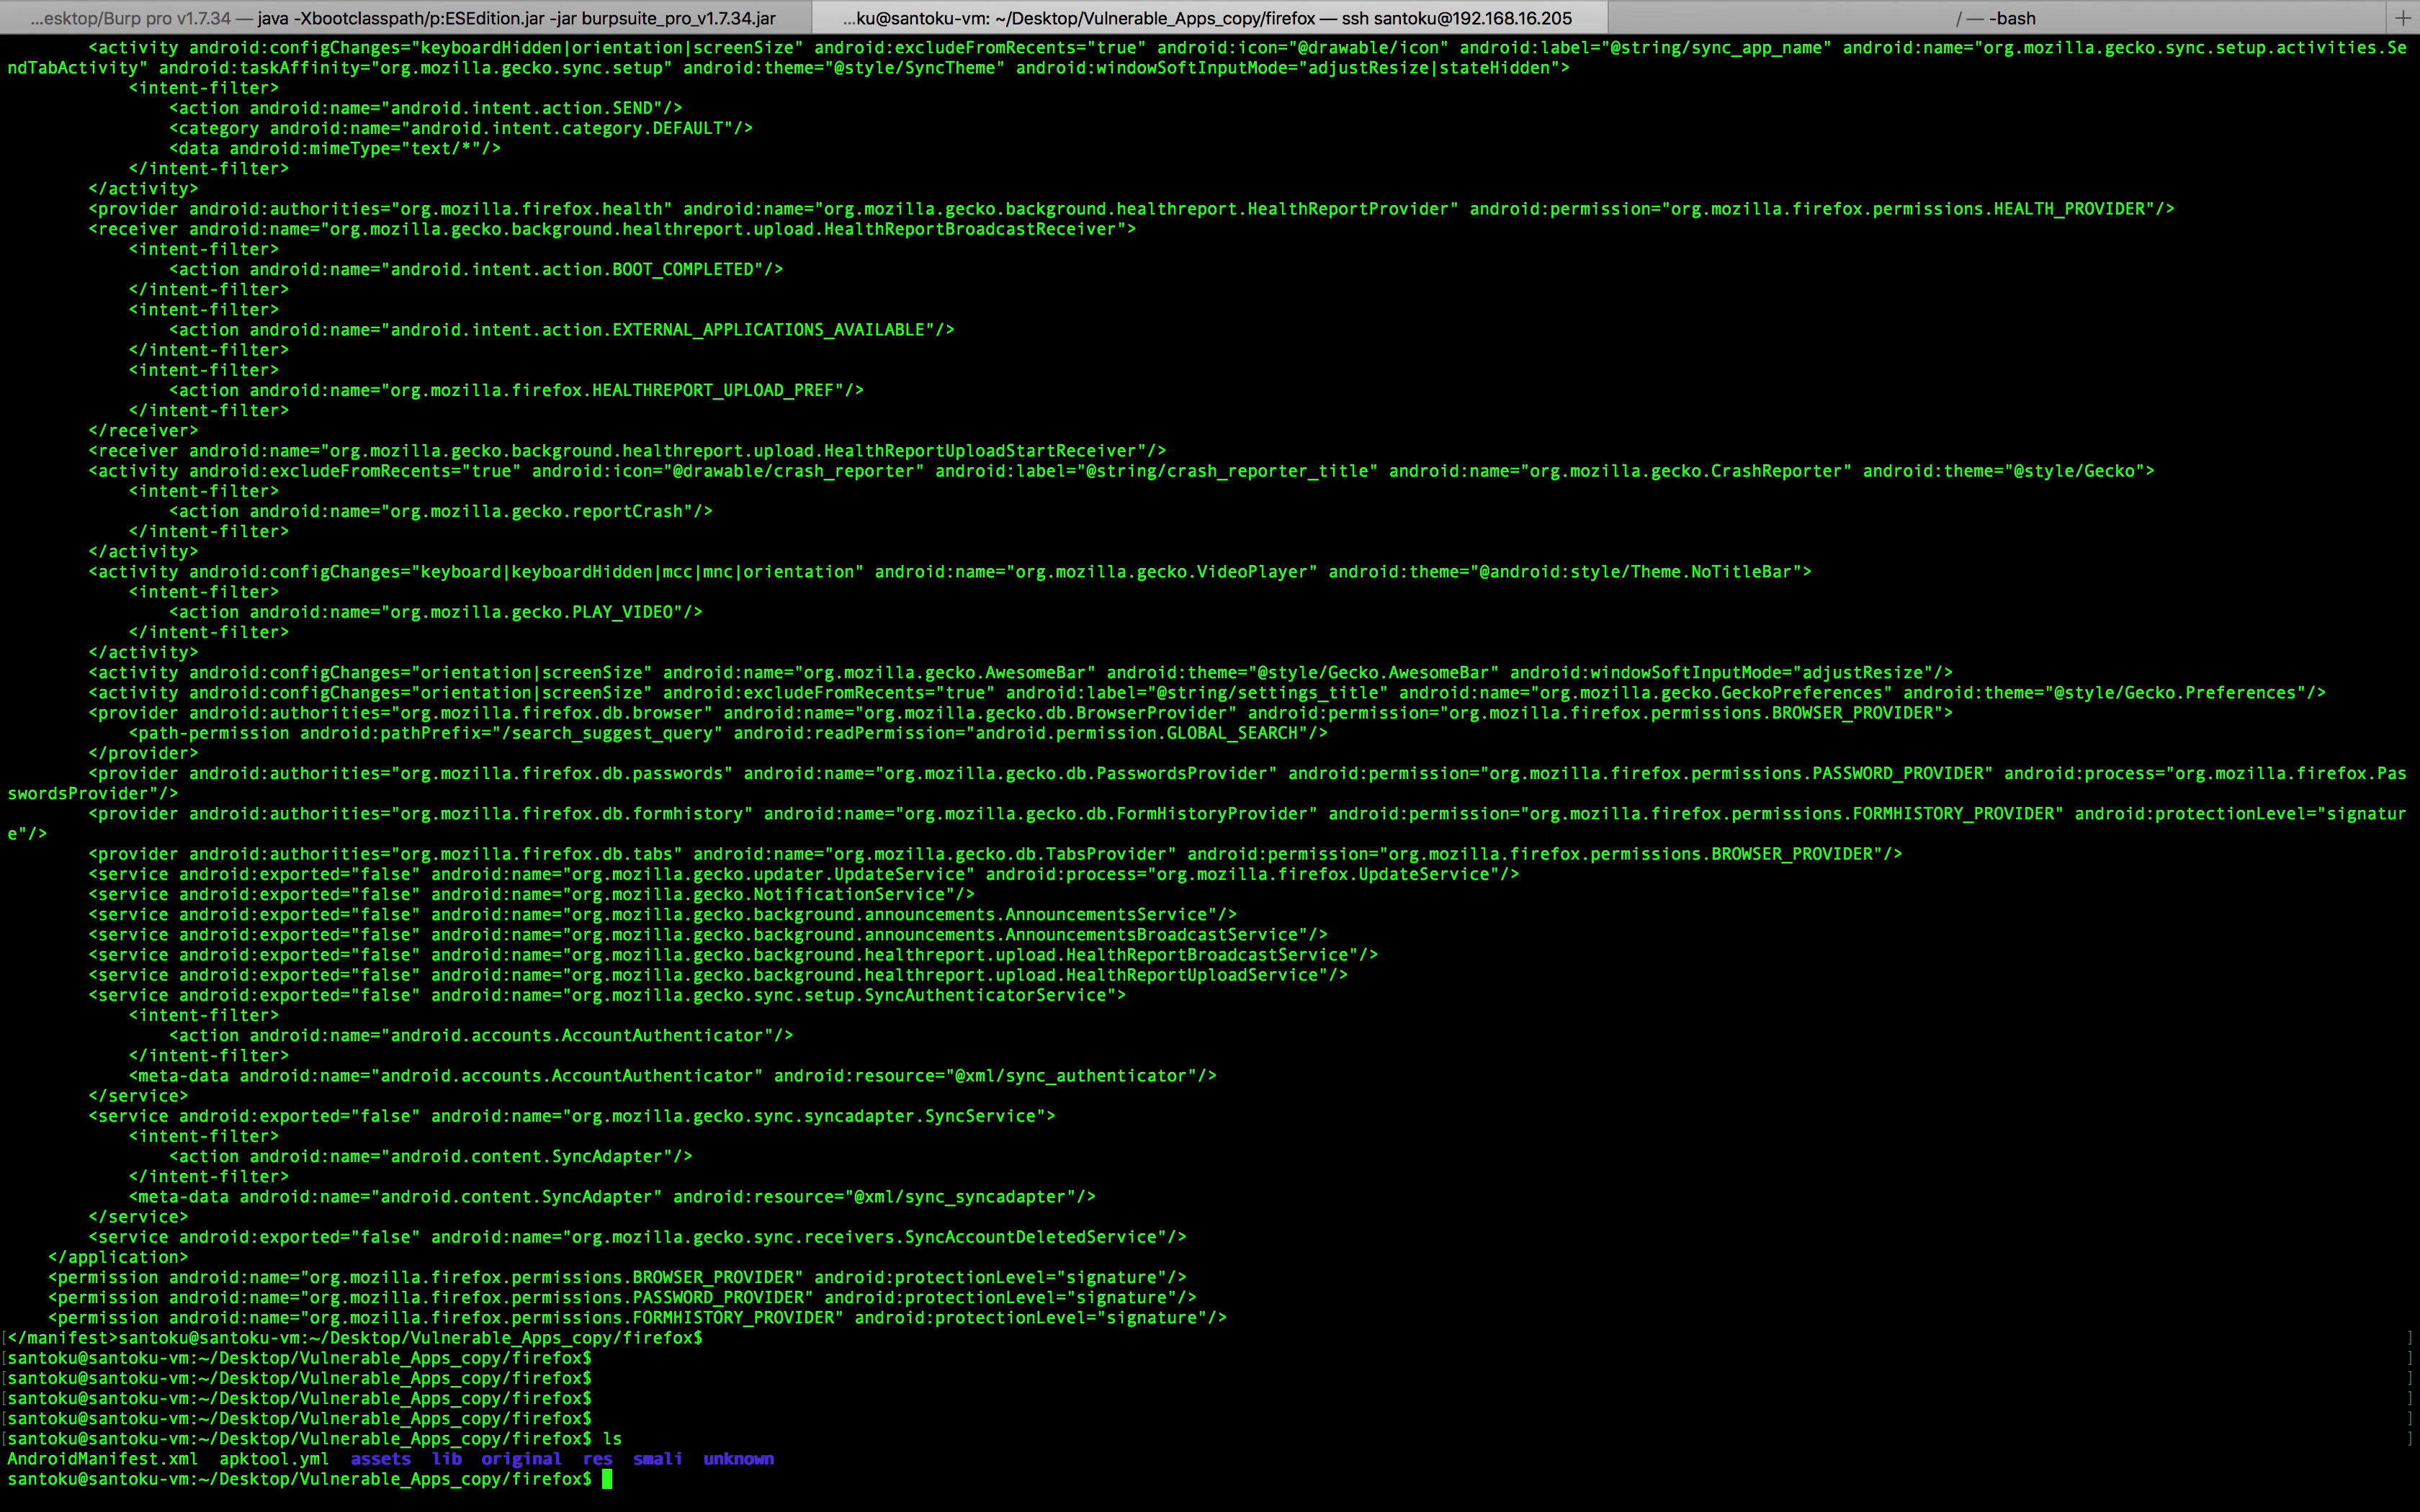 ...esktop/Burp pro v1.7.34 — java -Xbootclasspath/p:ESEdition.jar -jar burpsuite_pro_v1.7.34.jar
...ku@santoku-vm: ~/Desktop/Vulnerable_Apps_copy/firefox — ssh santoku@192.168.16.205
/ — -bash
+
<activity android:configChanges="keyboardHidden|orientation|screenSize" android:excludeFromRecents="true" android:icon="@drawable/icon" android:label="@string/sync_app_name" android:name="org.mozilla.gecko.sync.setup.activities.Se
ndTabActivity" android:taskAffinity="org.mozilla.gecko.sync.setup" android:theme="@style/SyncTheme" android:windowSoftInputMode="adjustResize|stateHidden">
<intent-filter>
<action android:name="android.intent.action.SEND"/>
<category android:name="android.intent.category.DEFAULT"/>
<data android:mimeType="text/*"/>
</intent-filter>
</activity>
<provider android:authorities="org.mozilla.firefox.health" android:name="org.mozilla.gecko.background.healthreport.HealthReportProvider" android:permission="org.mozilla.firefox.permissions.HEALTH_PROVIDER"/>
<receiver android:name="org.mozilla.gecko.background.healthreport.upload.HealthReportBroadcastReceiver">
<intent-filter>
<action android:name="android.intent.action.BOOT_COMPLETED"/>
</intent-filter>
<intent-filter>
<action android:name="android.intent.action.EXTERNAL_APPLICATIONS_AVAILABLE"/>
</intent-filter>
<intent-filter>
<action android:name="org.mozilla.firefox.HEALTHREPORT_UPLOAD_PREF"/>
</intent-filter>
</receiver>
<receiver android:name="org.mozilla.gecko.background.healthreport.upload.HealthReportUploadStartReceiver"/>
<activity android:excludeFromRecents="true" android:icon="@drawable/crash_reporter" android:label="@string/crash_reporter_title" android:name="org.mozilla.gecko.CrashReporter" android:theme="@style/Gecko">
<intent-filter>
<action android:name="org.mozilla.gecko.reportCrash"/>
</intent-filter>
</activity>
<activity android:configChanges="keyboard|keyboardHidden|mcc|mnc|orientation" android:name="org.mozilla.gecko.VideoPlayer" android:theme="@android:style/Theme.NoTitleBar">
<intent-filter>
<action android:name="org.mozilla.gecko.PLAY_VIDEO"/>
</intent-filter>
</activity>
<activity android:configChanges="orientation|screenSize" android:name="org.mozilla.gecko.AwesomeBar" android:theme="@style/Gecko.AwesomeBar" android:windowSoftInputMode="adjustResize"/>
<activity android:configChanges="orientation|screenSize" android:excludeFromRecents="true" android:label="@string/settings_title" android:name="org.mozilla.gecko.GeckoPreferences" android:theme="@style/Gecko.Preferences"/>
<provider android:authorities="org.mozilla.firefox.db.browser" android:name="org.mozilla.gecko.db.BrowserProvider" android:permission="org.mozilla.firefox.permissions.BROWSER_PROVIDER">
<path-permission android:pathPrefix="/search_suggest_query" android:readPermission="android.permission.GLOBAL_SEARCH"/>
</provider>
<provider android:authorities="org.mozilla.firefox.db.passwords" android:name="org.mozilla.gecko.db.PasswordsProvider" android:permission="org.mozilla.firefox.permissions.PASSWORD_PROVIDER" android:process="org.mozilla.firefox.Pas
swordsProvider"/>
<provider android:authorities="org.mozilla.firefox.db.formhistory" android:name="org.mozilla.gecko.db.FormHistoryProvider" android:permission="org.mozilla.firefox.permissions.FORMHISTORY_PROVIDER" android:protectionLevel="signatur
e"/>
<provider android:authorities="org.mozilla.firefox.db.tabs" android:name="org.mozilla.gecko.db.TabsProvider" android:permission="org.mozilla.firefox.permissions.BROWSER_PROVIDER"/>
<service android:exported="false" android:name="org.mozilla.gecko.updater.UpdateService" android:process="org.mozilla.firefox.UpdateService"/>
<service android:exported="false" android:name="org.mozilla.gecko.NotificationService"/>
<service android:exported="false" android:name="org.mozilla.gecko.background.announcements.AnnouncementsService"/>
<service android:exported="false" android:name="org.mozilla.gecko.background.announcements.AnnouncementsBroadcastService"/>
<service android:exported="false" android:name="org.mozilla.gecko.background.healthreport.upload.HealthReportBroadcastService"/>
<service android:exported="false" android:name="org.mozilla.gecko.background.healthreport.upload.HealthReportUploadService"/>
<service android:exported="false" android:name="org.mozilla.gecko.sync.setup.SyncAuthenticatorService">
<intent-filter>
<action android:name="android.accounts.AccountAuthenticator"/>
</intent-filter>
<meta-data android:name="android.accounts.AccountAuthenticator" android:resource="@xml/sync_authenticator"/>
</service>
<service android:exported="false" android:name="org.mozilla.gecko.sync.syncadapter.SyncService">
<intent-filter>
<action android:name="android.content.SyncAdapter"/>
</intent-filter>
<meta-data android:name="android.content.SyncAdapter" android:resource="@xml/sync_syncadapter"/>
</service>
<service android:exported="false" android:name="org.mozilla.gecko.sync.receivers.SyncAccountDeletedService"/>
</application>
<permission android:name="org.mozilla.firefox.permissions.BROWSER_PROVIDER" android:protectionLevel="signature"/>
<permission android:name="org.mozilla.firefox.permissions.PASSWORD_PROVIDER" android:protectionLevel="signature"/>
<permission android:name="org.mozilla.firefox.permissions.FORMHISTORY_PROVIDER" android:protectionLevel="signature"/>
[</manifest>santoku@santoku-vm:~/Desktop/Vulnerable_Apps_copy/firefox$ ]
[santoku@santoku-vm:~/Desktop/Vulnerable_Apps_copy/firefox$ ]
[santoku@santoku-vm:~/Desktop/Vulnerable_Apps_copy/firefox$ ]
[santoku@santoku-vm:~/Desktop/Vulnerable_Apps_copy/firefox$ ]
[santoku@santoku-vm:~/Desktop/Vulnerable_Apps_copy/firefox$ ]
[santoku@santoku-vm:~/Desktop/Vulnerable_Apps_copy/firefox$ ls ]
AndroidManifest.xml apktool.yml assets lib original res smali unknown
santoku@santoku-vm:~/Desktop/Vulnerable_Apps_copy/firefox$